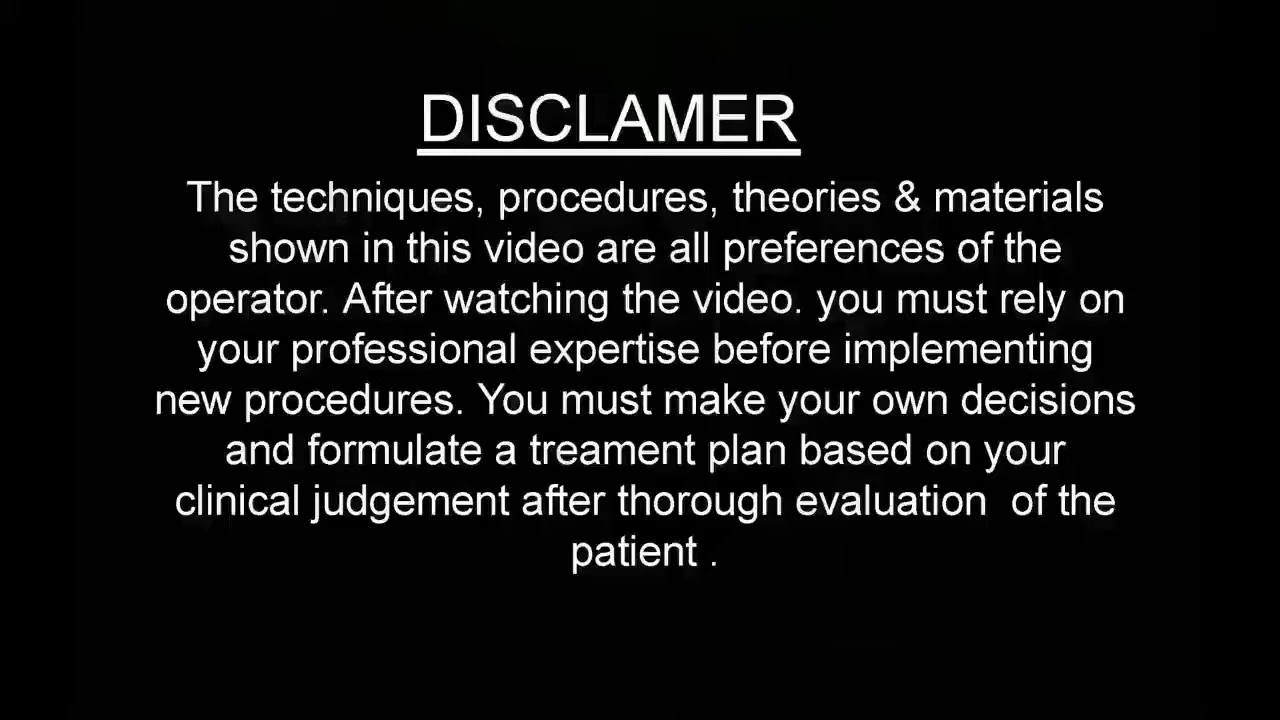 DISCLAMER
The techniques, procedures, theories & materials
shown in this video are all preferences of the
operator. After watching the video. you must rely on
your professional expertise before implementing
new procedures. You must make your own decisions
and formulate a treament plan based on your
clinical judgement after thorough evaluation  of the
patient .